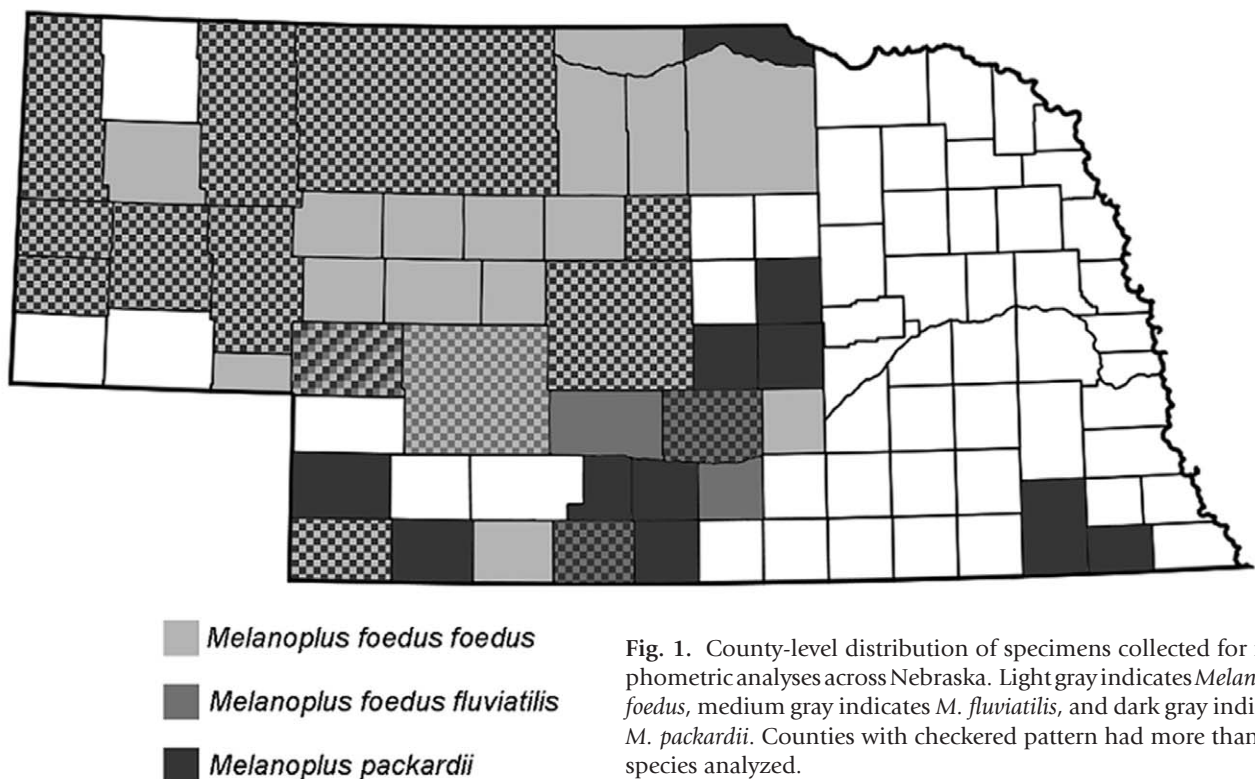 Melanoplus foedus foedus
Melanoplus foedus fluviatilis
Melanoplus packardii
Fig. 1. County-level distribution of specimens collected for
phometric analyses across Nebraska. Light gray indicates
foedus, medium gray indicates M. fluviatilis, and dark gray
M. packardii. Counties with checkered pattern had more than
species analyzed.